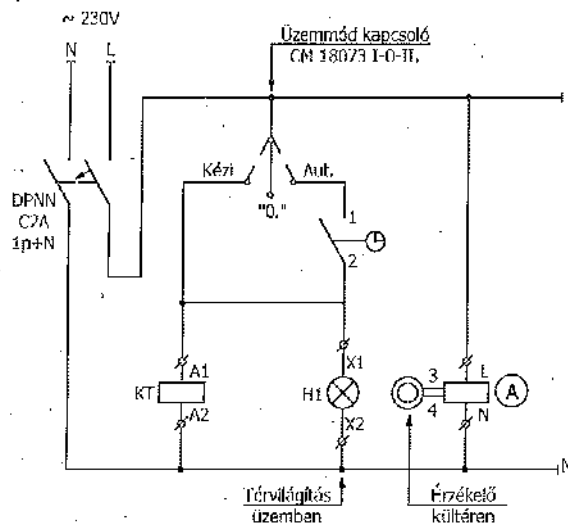 ~ 230V
N L
Üzemmód kapcsoló
CM 18073 I-0-II.
Kézi
Aut.
"0."
DPNN
C2A
1p+N
1
2
A1
KT
A2
X1
H1
X2
3
4
L
N
A
N
Térvilágítás
üzemben
Érzékelő
kültéren